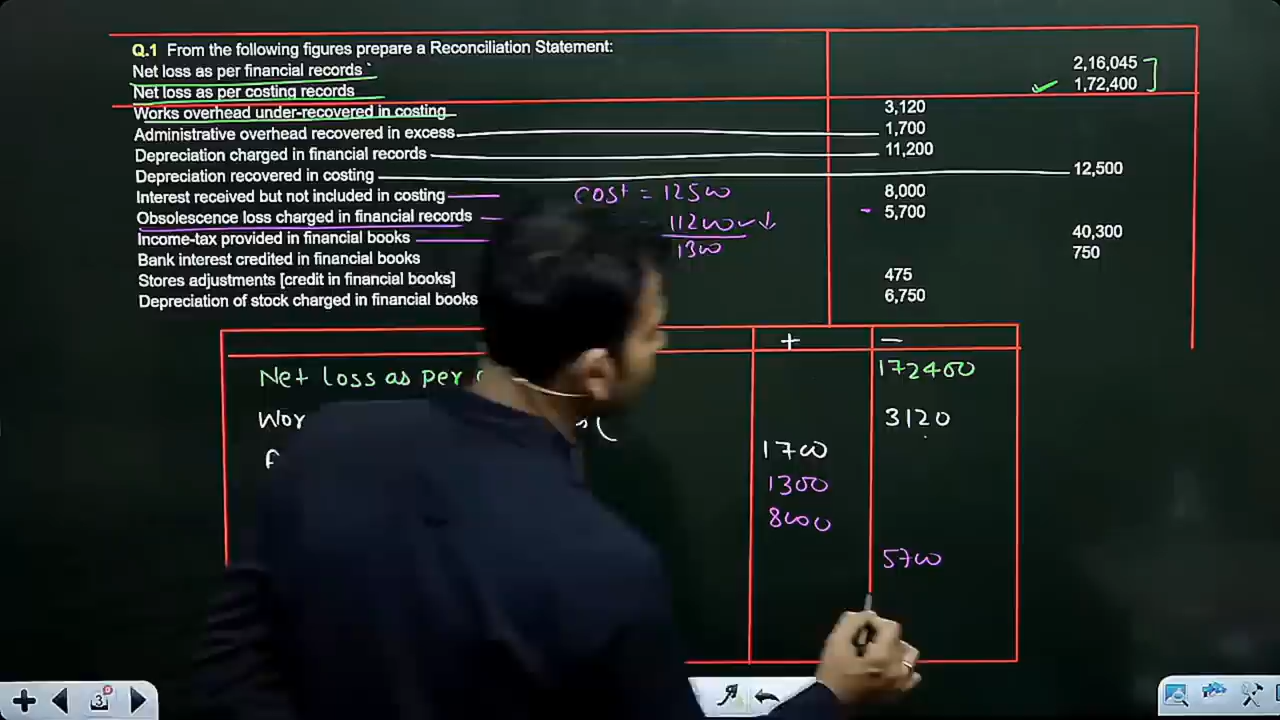 Q.1 From the following figures prepare a Reconciliation Statement:
Net loss as per financial records 2,16,045
Net loss as per costing records 1,72,400
Works overhead under-recovered in costing 3,120
Administrative overhead recovered in excess 1,700
Depreciation charged in financial records 11,200
Depreciation recovered in costing 12,500
Interest received but not included in costing 8,000
Obsolescence loss charged in financial records 5,700
Income-tax provided in financial books 40,300
Bank interest credited in financial books 750
Stores adjustments [credit in financial books] 475
Depreciation of stock charged in financial books 6,750
cost = 12500
11200
1300
+ −
Net loss as per 172400
Wor 3120
1700
1300
8000
5700
3